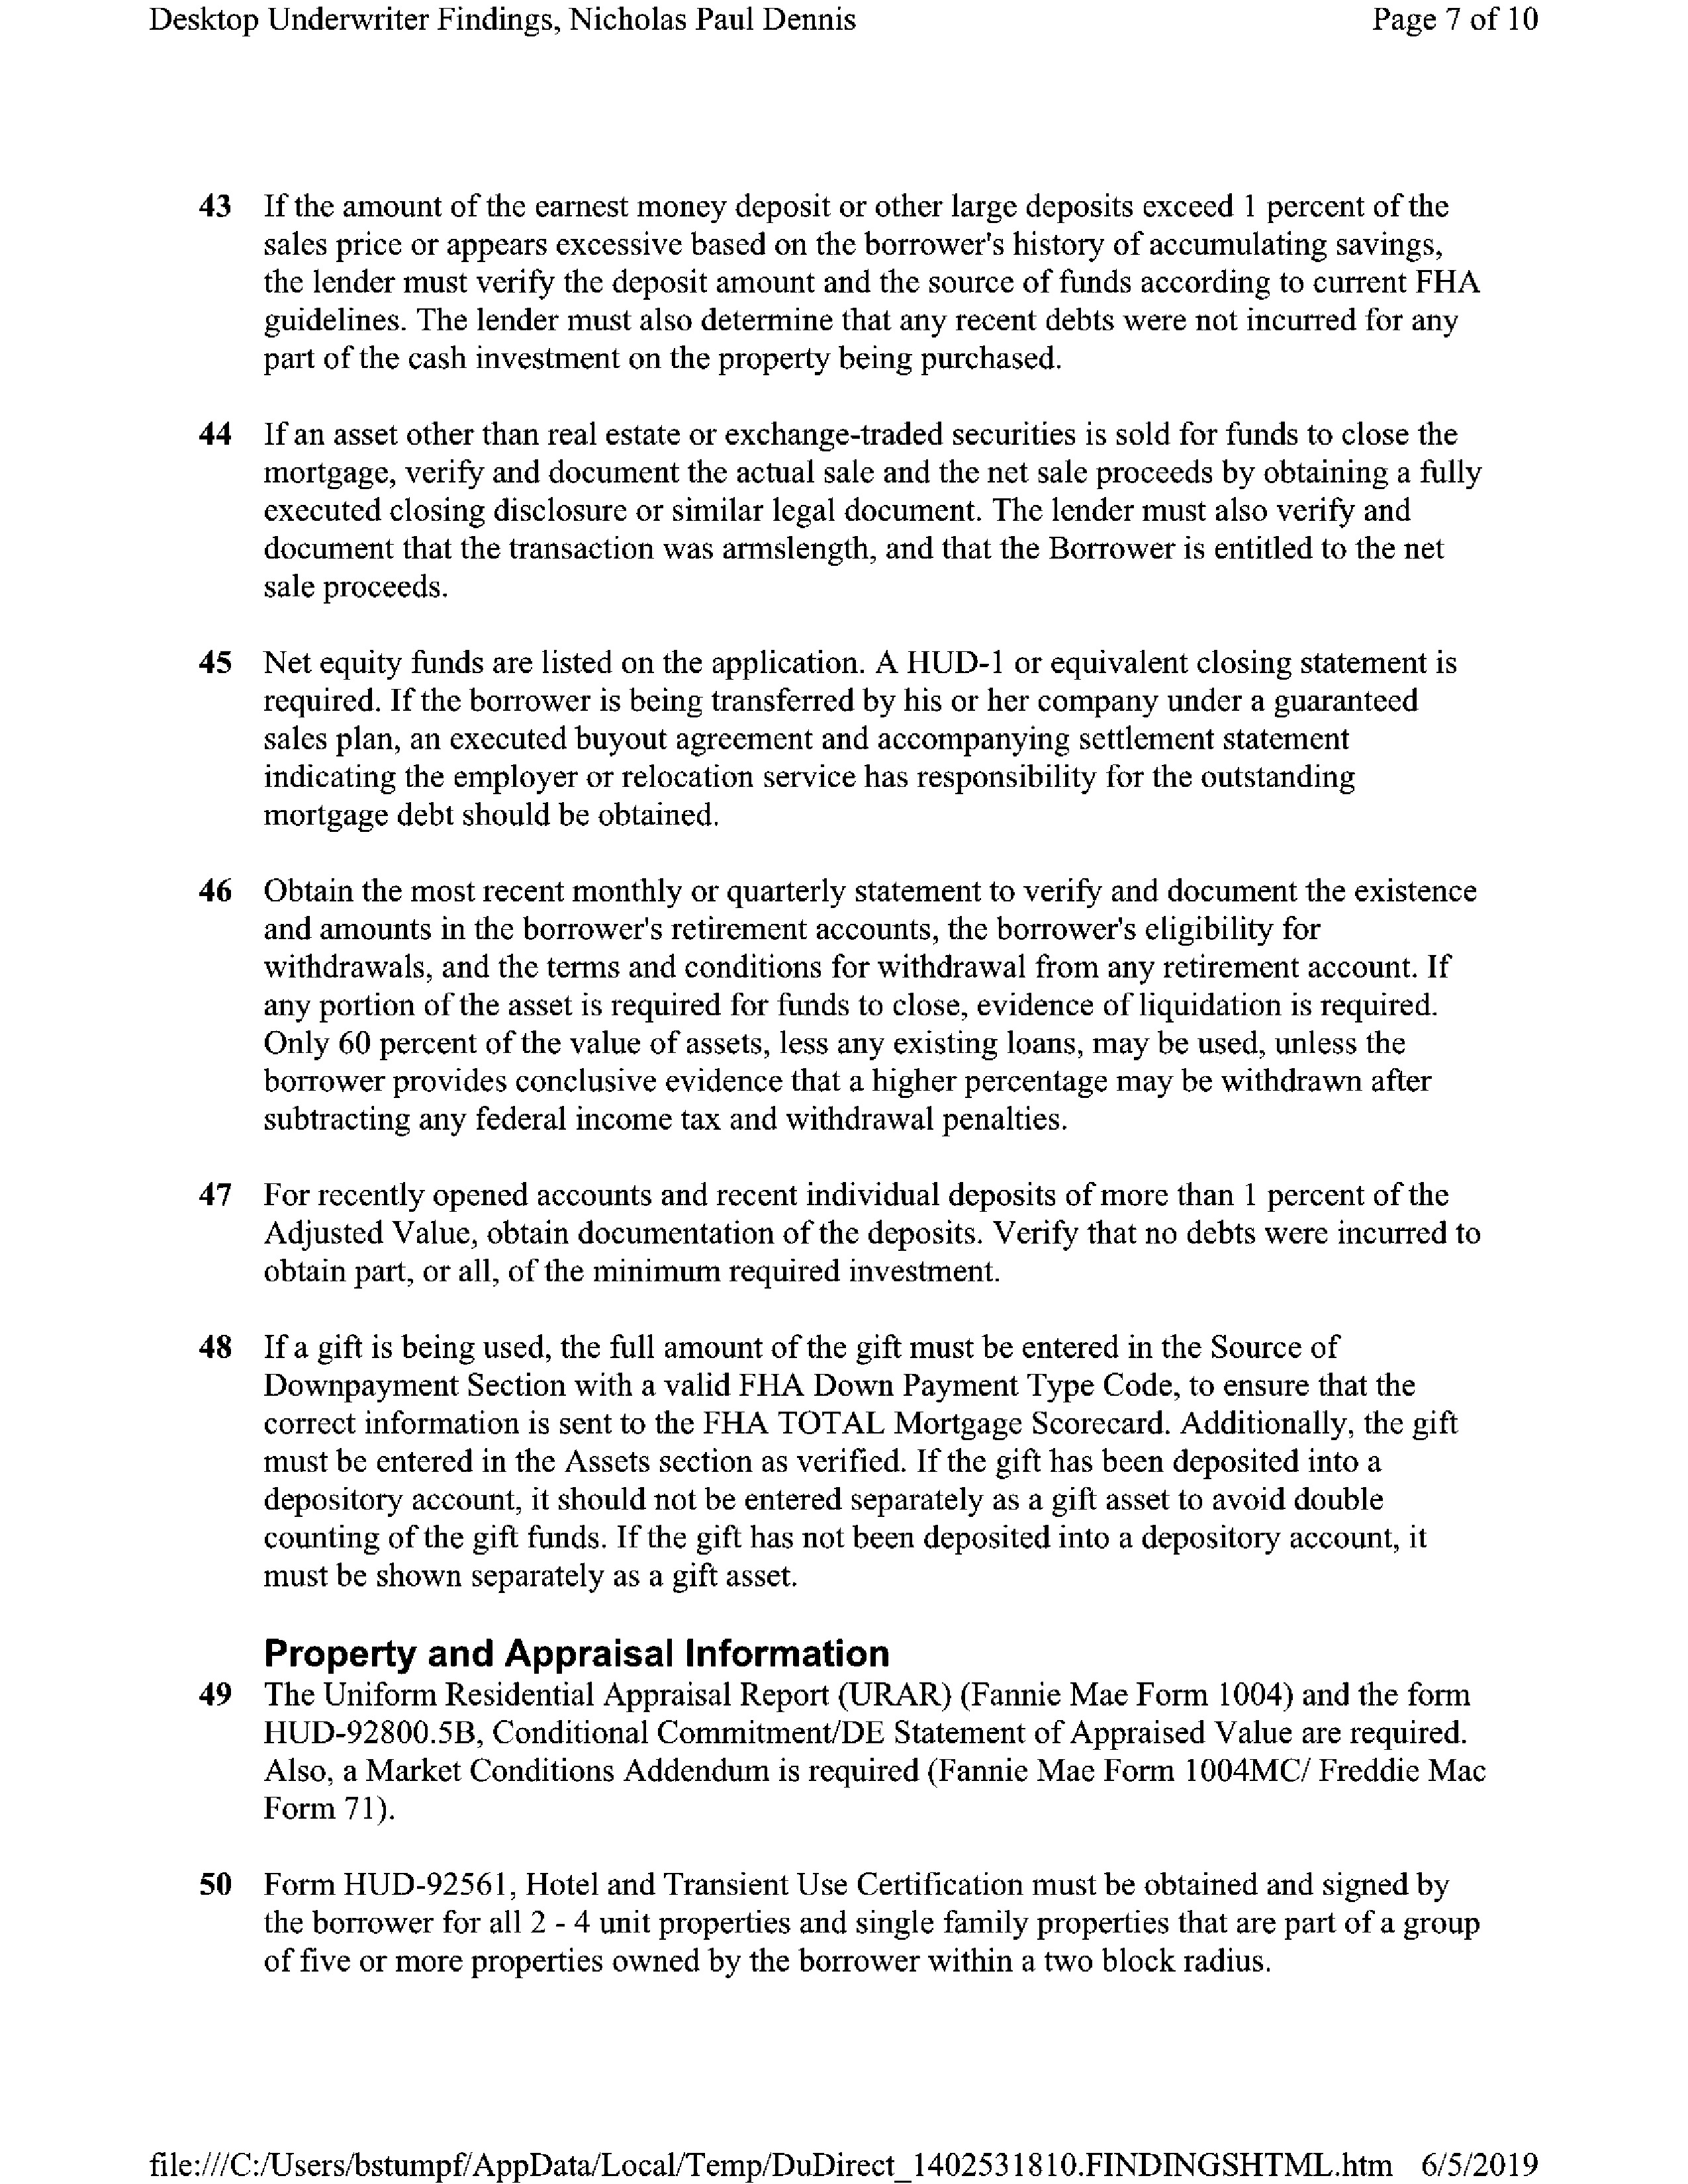 Desktop Underwriter Findings, Nicholas Paul Dennis Page 7 of 10
43 If the amount of the earnest money deposit or other large deposits exceed 1 percent of the
sales price or appears excessive based on the borrower's history of accumulating savings,
the lender must verify the deposit amount and the source of funds according to current FHA
guidelines. The lender must also determine that any recent debts were not incurred for any
part of the cash investment on the property being purchased.
44 If an asset other than real estate or exchange-traded securities is sold for funds to close the
mortgage, verify and document the actual sale and the net sale proceeds by obtaining a fully
executed closing disclosure or similar legal document. The lender must also verify and
document that the transaction was armslength, and that the Borrower is entitled to the net
sale proceeds.
45 Net equity funds are listed on the application. A HUD-1 or equivalent closing statement is
required. If the borrower is being transferred by his or her company under a guaranteed
sales plan, an executed buyout agreement and accompanying settlement statement
indicating the employer or relocation service has responsibility for the outstanding
mortgage debt should be obtained.
46 Obtain the most recent monthly or quarterly statement to verify and document the existence
and amounts in the borrower's retirement accounts, the borrower's eligibility for
withdrawals, and the terms and conditions for withdrawal from any retirement account. If
any portion of the asset is required for funds to close, evidence of liquidation is required.
Only 60 percent of the value of assets, less any existing loans, may be used, unless the
borrower provides conclusive evidence that a higher percentage may be withdrawn after
subtracting any federal income tax and withdrawal penalties.
47 For recently opened accounts and recent individual deposits of more than 1 percent of the
Adjusted Value, obtain documentation of the deposits. Verify that no debts were incurred to
obtain part, or all, of the minimum required investment.
48 If a gift is being used, the full amount of the gift must be entered in the Source of
Downpayment Section with a valid FHA Down Payment Type Code, to ensure that the
correct information is sent to the FHA TOTAL Mortgage Scorecard. Additionally, the gift
must be entered in the Assets section as verified. If the gift has been deposited into a
depository account, it should not be entered separately as a gift asset to avoid double
counting of the gift funds. If the gift has not been deposited into a depository account, it
must be shown separately as a gift asset.
Property and Appraisal Information
49 The Uniform Residential Appraisal Report (URAR) (Fannie Mae Form 1004) and the form
HUD-92800.5B, Conditional Commitment/DE Statement of Appraised Value are required.
Also, a Market Conditions Addendum is required (Fannie Mae Form 1004MC/ Freddie Mac
Form 71).
50 Form HUD-92561, Hotel and Transient Use Certification must be obtained and signed by
the borrower for all 2 - 4 unit properties and single family properties that are part of a group
of five or more properties owned by the borrower within a two block radius.
file:///C:/Users/bstumpf/AppData/Local/Temp/DuDirect_1402531810.FINDINGSHTML.htm 6/5/2019